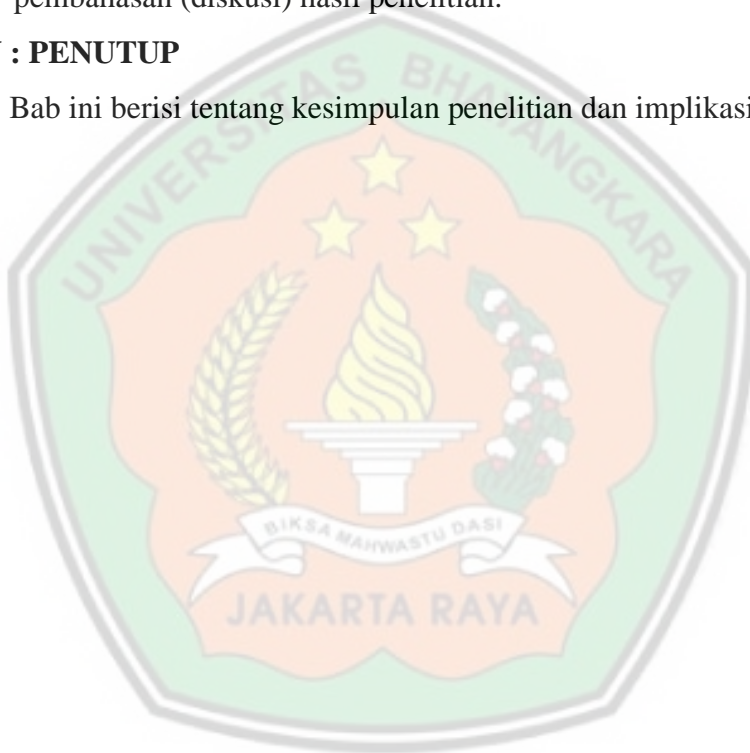 pembahasan (diskusi) hasil penelitian.
: PENUTUP
Bab ini berisi tentang kesimpulan penelitian dan implikasi
UNIVERSITAS BHAYANGKARA
BIKSA MAHWASTU DASI
JAKARTA RAYA